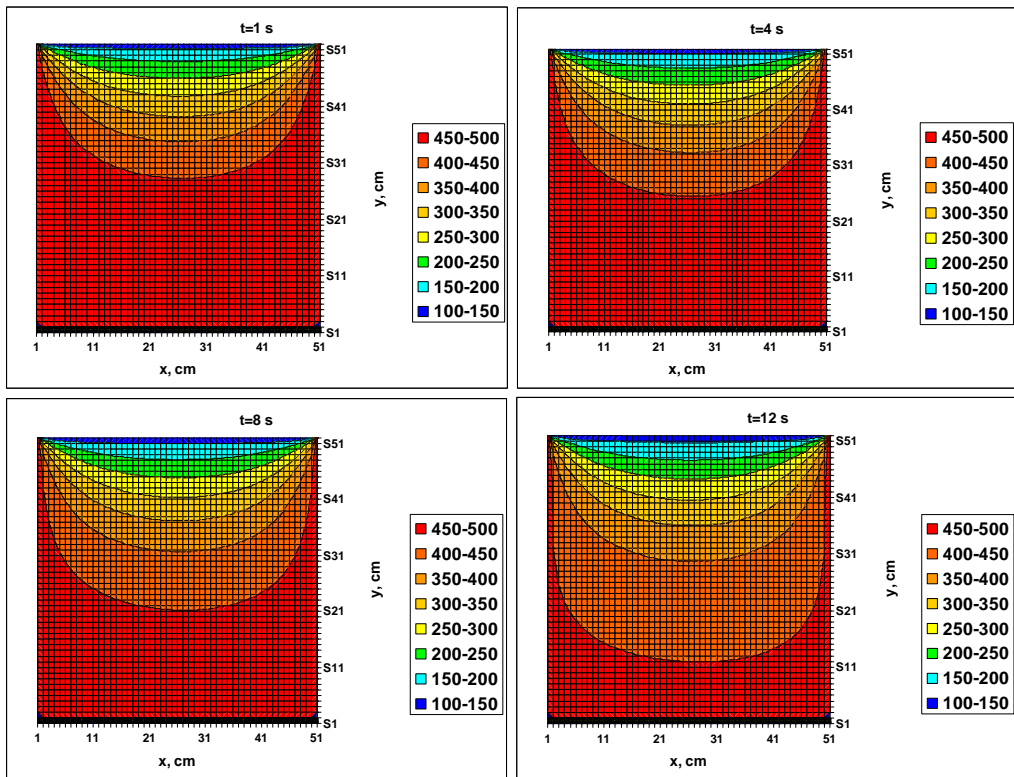 t=1 s
S51
S41
S31
S21
S11
S1
y, cm
1 11 21 31 41 51
x, cm
450-500
400-450
350-400
300-350
250-300
200-250
150-200
100-150
t=4 s
S51
S41
S31
S21
S11
S1
y, cm
1 11 21 31 41 51
x, cm
450-500
400-450
350-400
300-350
250-300
200-250
150-200
100-150
t=8 s
S51
S41
S31
S21
S11
S1
y, cm
1 11 21 31 41 51
x, cm
450-500
400-450
350-400
300-350
250-300
200-250
150-200
100-150
t=12 s
S51
S41
S31
S21
S11
S1
y, cm
1 11 21 31 41 51
x, cm
450-500
400-450
350-400
300-350
250-300
200-250
150-200
100-150